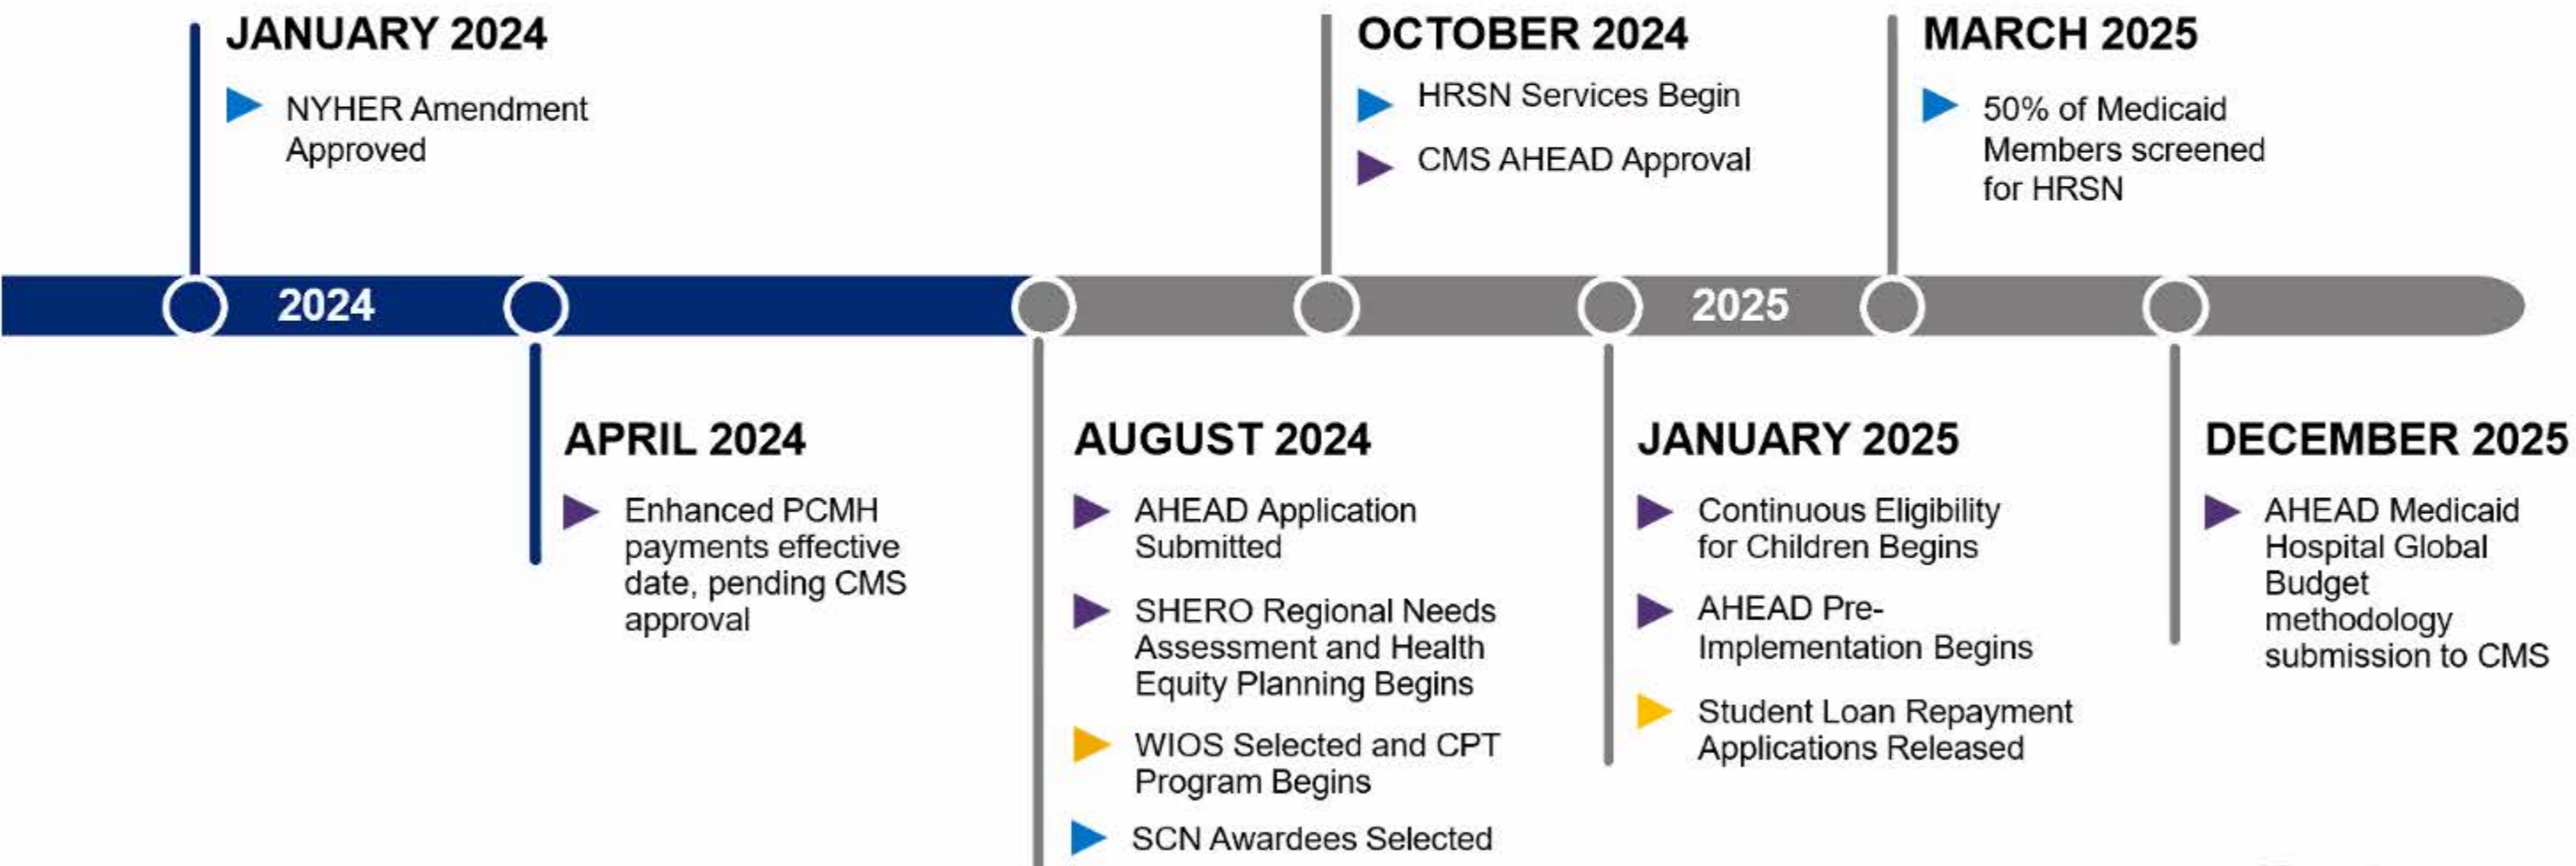 JANUARY 2024
NYHER Amendment
Approved
OCTOBER 2024
HRSN Services Begin
CMS AHEAD Approval
MARCH 2025
50% of Medicaid
Members screened
for HRSN
2024
2025
APRIL 2024
Enhanced PCMH
payments effective
date, pending CMS
approval
AUGUST 2024
AHEAD Application
Submitted
SHERO Regional Needs
Assessment and Health
Equity Planning Begins
WIOS Selected and CPT
Program Begins
SCN Awardees Selected
JANUARY 2025
Continuous Eligibility
for Children Begins
AHEAD Pre-
Implementation Begins
Student Loan Repayment
Applications Released
DECEMBER 2025
AHEAD Medicaid
Hospital Global
Budget
methodology
submission to CMS